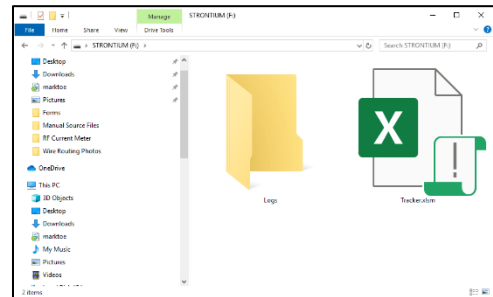 Manage STRONTIUM (F:)
File Home Share View Drive Tools
STRONTIUM (F:) Search STRONTIUM (F:)
Desktop
Downloads
marktoe
Pictures
Forms
Manual Source Files
RF Current Meter
Wire Routing Photos
OneDrive
This PC
3D Objects
Desktop
Downloads
marktoe
My Music
Pictures
Videos
Logs
Tracker.xlsm
2 items